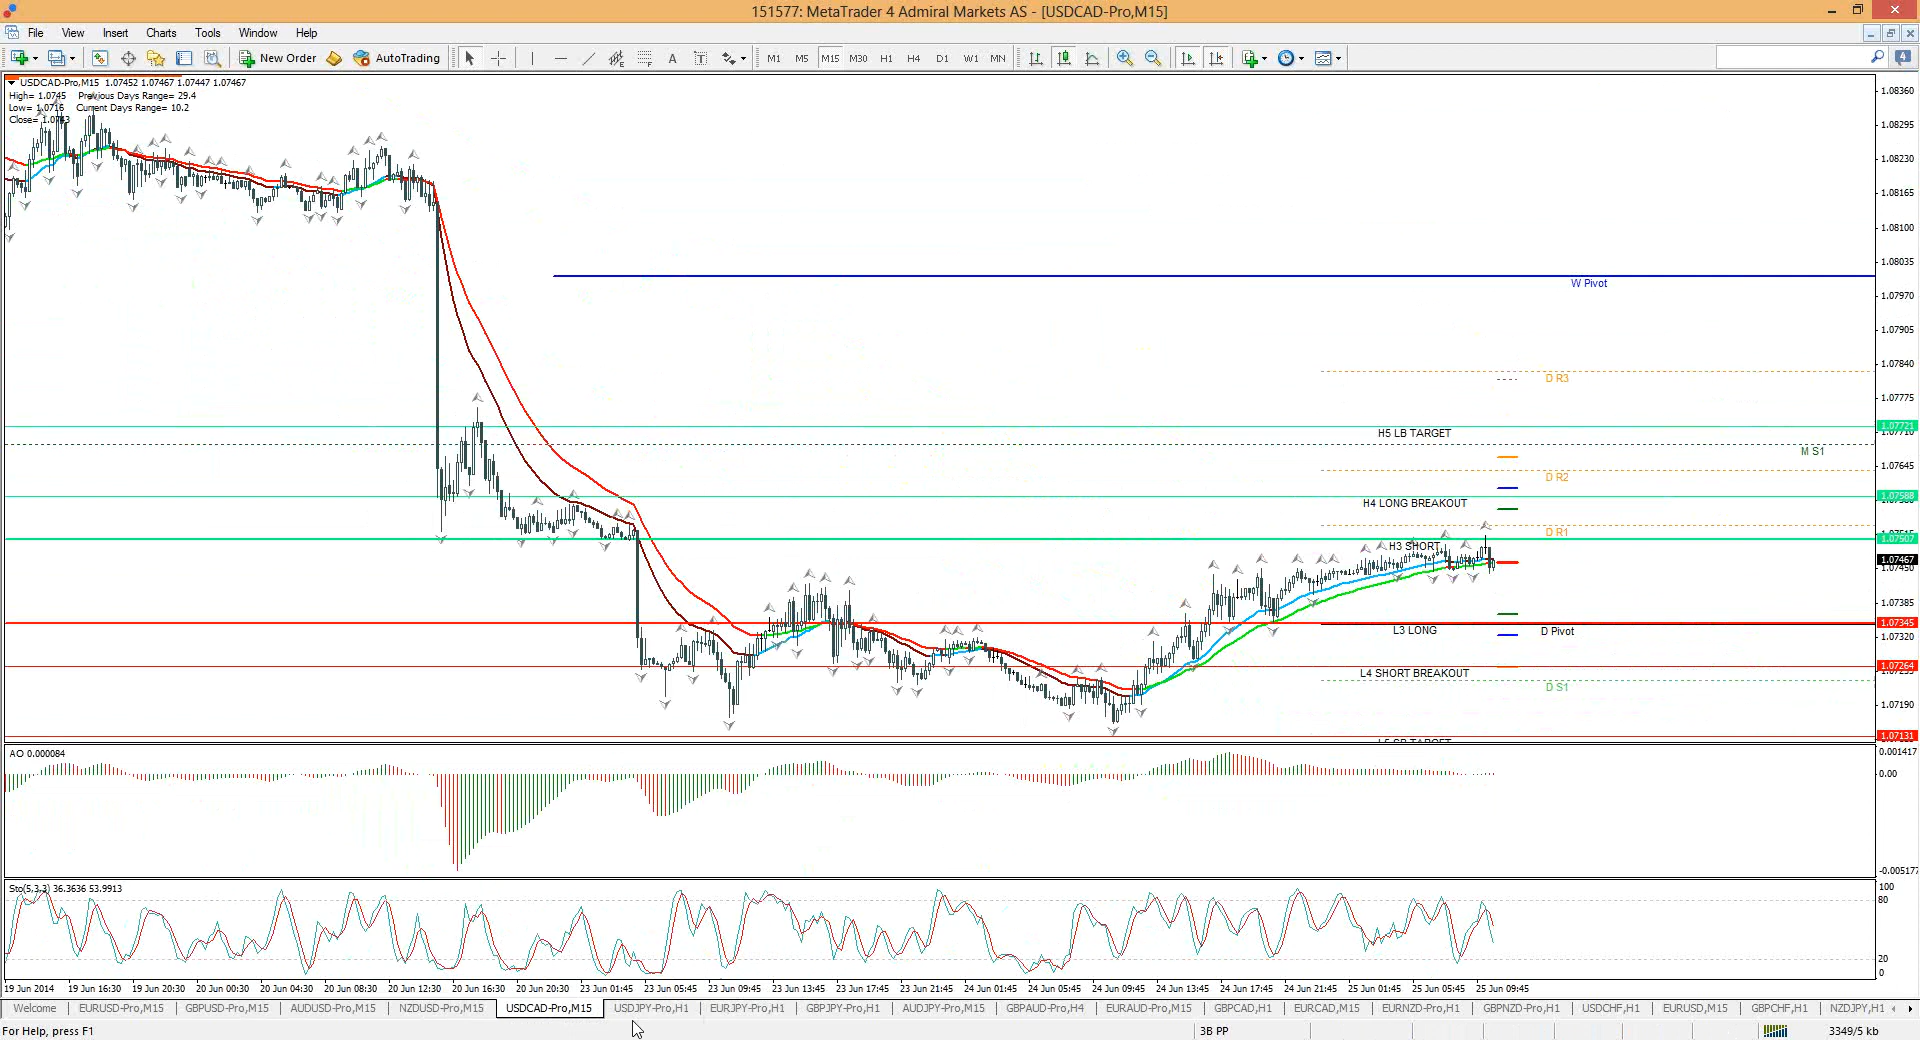 151577: MetaTrader 4 Admiral Markets AS - [USDCAD-Pro,M15]
File View Insert Charts Tools Window Help
New Order AutoTrading A T M1 M5 M15 M30 H1 H4 D1 W1 MN 4
USDCAD-Pro,M15 1.07452 1.07467 1.07447 1.07467
High= 1.0745 Previous Days Range= 29.4
Low= 1.0716 Current Days Range= 10.2
Close= 1.0743
1.08360
1.08295
1.08230
1.08165
1.08100
1.08035
W Pivot
1.07970
1.07905
1.07840
D R3
1.07775
1.07721
H5 LB TARGET
1.07710
M S1
1.07645
D R2
1.07588
H4 LONG BREAKOUT
D R1
1.07507
H3 SHORT
1.07467
1.07450
1.07385
1.07345
L3 LONG D Pivot
1.07320
1.07264
L4 SHORT BREAKOUT
1.07255
D S1
1.07190
1.07131
L5 SB TARGET
AO 0.000084
0.001417
0.00
-0.005177
Sto(5,3,3) 36.3636 53.9913
100
80
20
0
19 Jun 2014 19 Jun 16:30 19 Jun 20:30 20 Jun 00:30 20 Jun 04:30 20 Jun 08:30 20 Jun 12:30 20 Jun 16:30 20 Jun 20:30 23 Jun 01:45 23 Jun 05:45 23 Jun 09:45 23 Jun 13:45 23 Jun 17:45 23 Jun 21:45 24 Jun 01:45 24 Jun 05:45 24 Jun 09:45 24 Jun 13:45 24 Jun 17:45 24 Jun 21:45 25 Jun 01:45 25 Jun 05:45 25 Jun 09:45
Welcome EURUSD-Pro,M15 GBPUSD-Pro,M15 AUDUSD-Pro,M15 NZDUSD-Pro,M15 USDCAD-Pro,M15 USDJPY-Pro,H1 EURJPY-Pro,H1 GBPJPY-Pro,H1 AUDJPY-Pro,M15 GBPAUD-Pro,H4 EURAUD-Pro,M15 GBPCAD,H1 EURCAD,M15 EURNZD-Pro,H1 GBPNZD-Pro,H1 USDCHF,H1 EURUSD,M15 GBPCHF,H1 NZDJPY,H1
For Help, press F1 3B PP 3349/5 kb